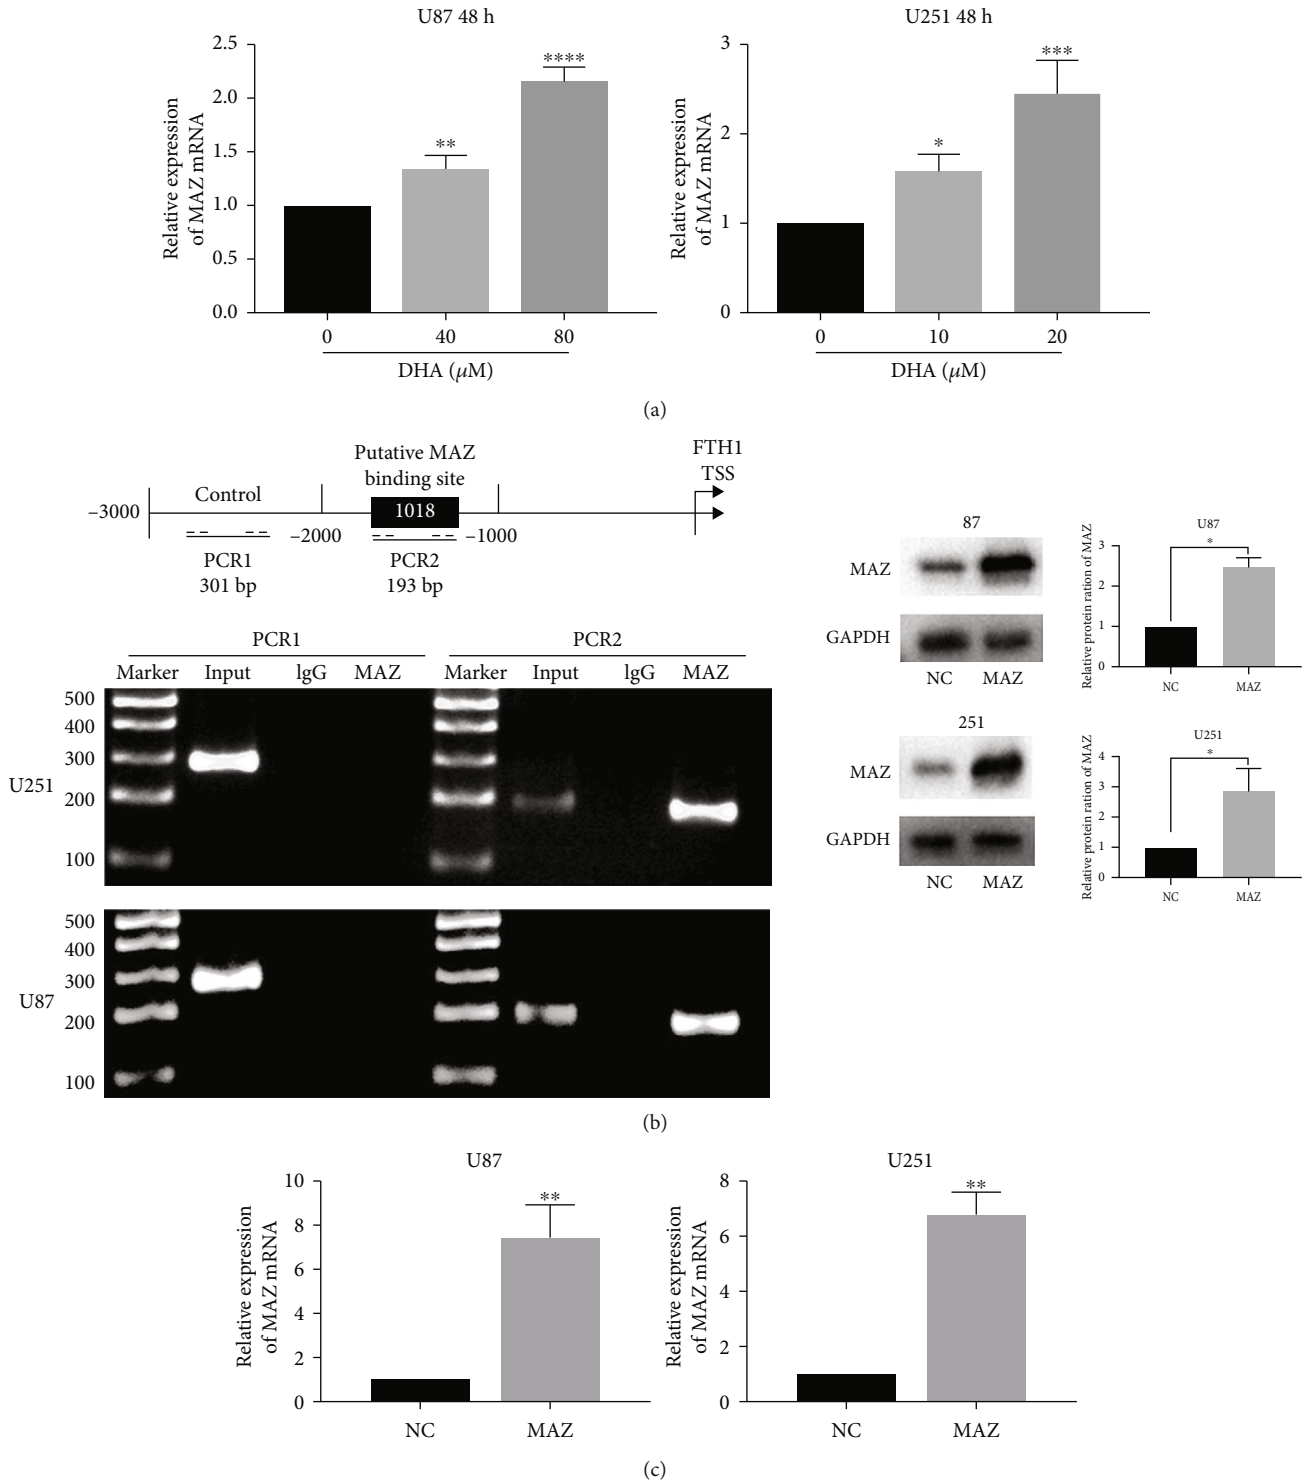 U87 48 h
Relative expression
of MAZ mRNA
2.5
2.0
1.5
1.0
0.5
0.0
**
****
0 40 80
DHA (μM)
U251 48 h
Relative expression
of MAZ mRNA
3
2
1
0
*
***
0 10 20
DHA (μM)
(a)
Putative MAZ
binding site
FTH1
TSS
Control
–3000
1018
–2000
–1000
PCR1
301 bp
PCR2
193 bp
PCR1 PCR2
Marker Input lgG MAZ Marker Input lgG MAZ
U251
500
400
300
200
100
U87
500
400
300
200
100
87
MAZ
GAPDH
NC MAZ
U87
Relative protein ration of MAZ
3
2
1
0
*
NC MAZ
251
MAZ
GAPDH
NC MAZ
U251
Relative protein ration of MAZ
4
3
2
1
0
*
NC MAZ
(b)
U87
Relative expression
of MAZ mRNA
10
8
6
4
2
0
**
NC MAZ
U251
Relative expression
of MAZ mRNA
8
6
4
2
0
**
NC MAZ
(c)